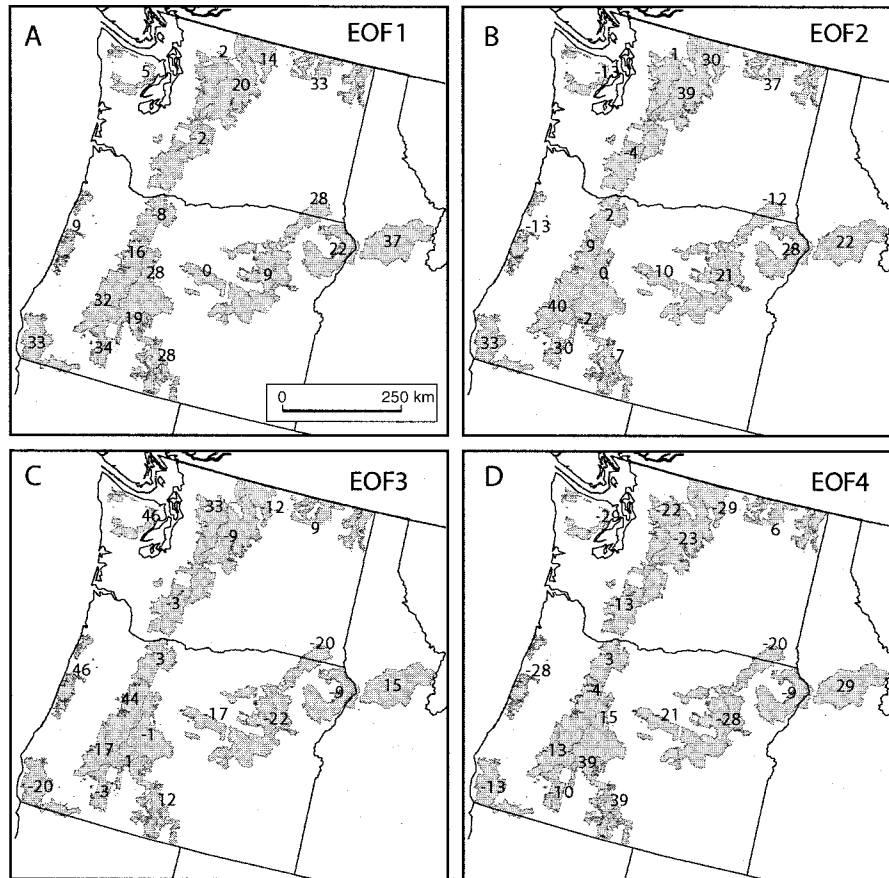 A EOF1
2 14
5 20 33
-2
28
8
9 16 22 37
28 0 9
32
19
33 34 28
0 250 km
B EOF2
1 30
-13 39 37
-4
-12
2
-13 9 28 22
0 10 21
40
-2
33 30 7
C EOF3
33 -12
46 9 9
-3
-20
3
46 -9 15
44 -17 -22
-17 -1
1
-20 -3 12
D EOF4
-22 -29
-29 -23 6
13
-20
3
-28 -4 -9 29
15 -21 -28
-13
39
-13 -10 39